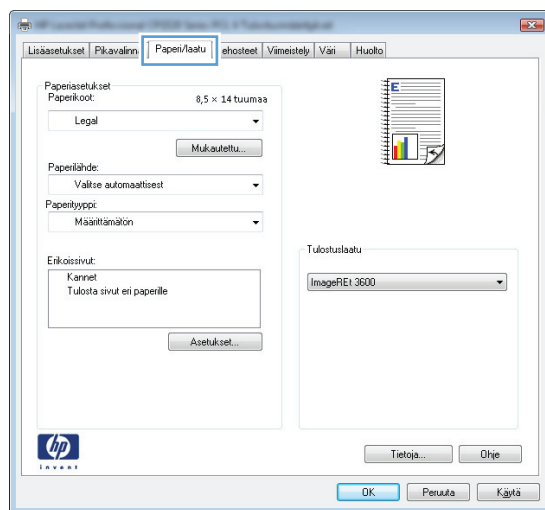 Lisäasetukset Pikavalinn Paperi/laatu ehosteet Viimeistely Väri Huolto
Paperiasetukset
Paperikoot: 8,5 × 14 tuumaa
Legal
Mukautettu...
Paperilähde:
Valitse automaattisest
Paperityyppi:
Määrittämätön
Erikoissivut:
Kannet
Tulosta sivut eri paperille
Asetukset...
E
Tulostuslaatu
ImageREt 3600
hp
invent
Tietoja... Ohje
OK Peruuta Käytä